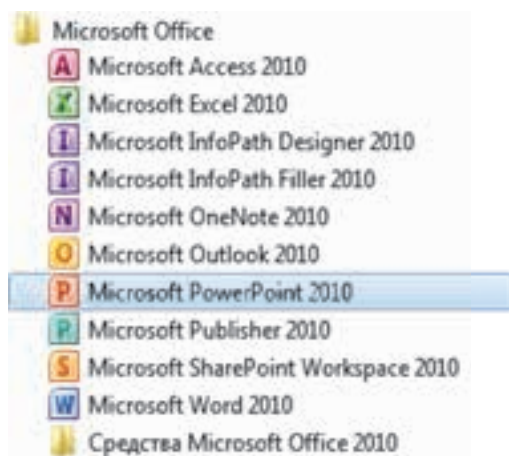 Microsoft Office
Microsoft Access 2010
Microsoft Excel 2010
Microsoft InfoPath Designer 2010
Microsoft InfoPath Filler 2010
Microsoft OneNote 2010
Microsoft Outlook 2010
Microsoft PowerPoint 2010
Microsoft Publisher 2010
Microsoft SharePoint Workspace 2010
Microsoft Word 2010
Средства Microsoft Office 2010